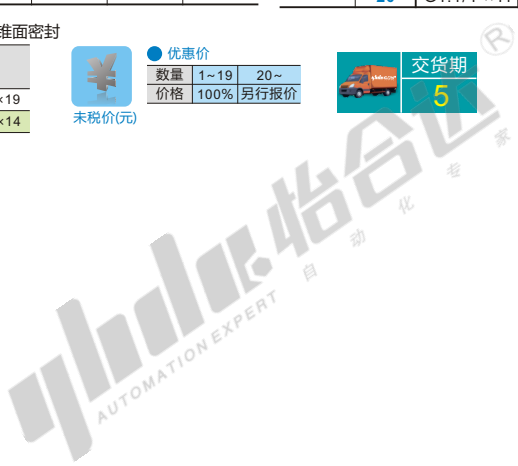 锥面密封
×19
×14
¥
未税价(元)
● 优惠价
数量 1~19 20~
价格 100% 另行报价
交货期
5
®
怡合达
自动化专家
AUTOMATION EXPERT